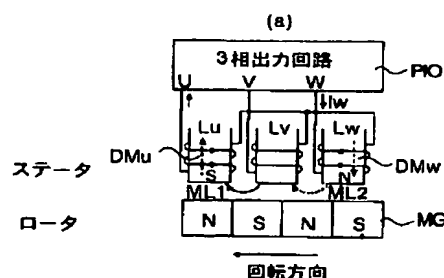 (a)
3相出力回路
PIO
U V W
Iw
Lu Lv Lw
DMu
DMw
S N
ステータ
ML1 ML2
ロータ
N S N S
MG
回転方向